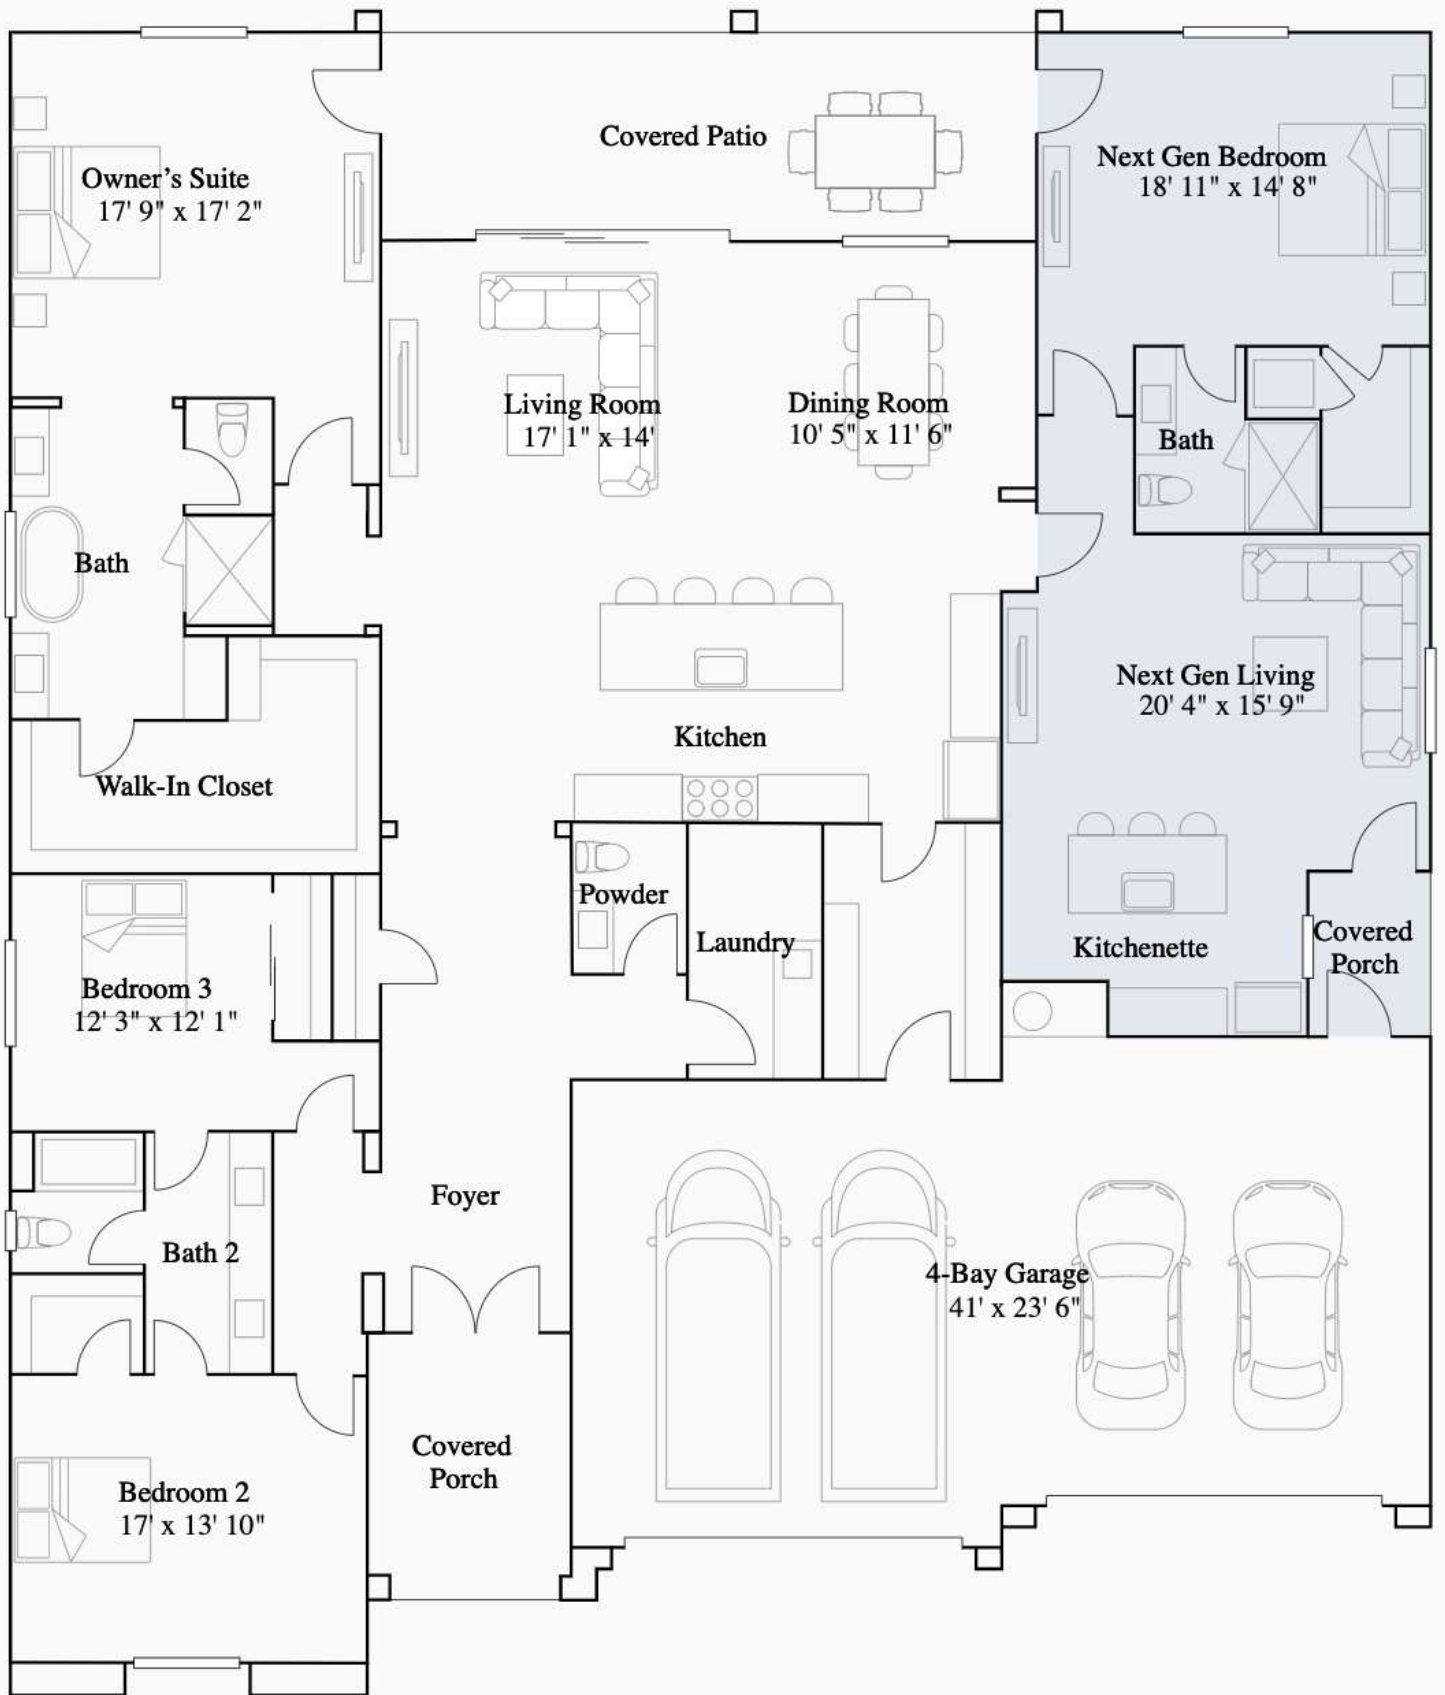 Covered Patio
Owner's Suite
17' 9" x 17' 2"
Next Gen Bedroom
18' 11" x 14' 8"
Living Room
17' 1" x 14'
Dining Room
10' 5" x 11' 6"
Bath
Bath
Next Gen Living
20' 4" x 15' 9"
Kitchen
Walk-In Closet
Powder
Laundry
Kitchenette
Covered
Porch
Bedroom 3
12' 3" x 12' 1"
Foyer
Bath 2
4-Bay Garage
41' x 23' 6"
Covered
Porch
Bedroom 2
17' x 13' 10"